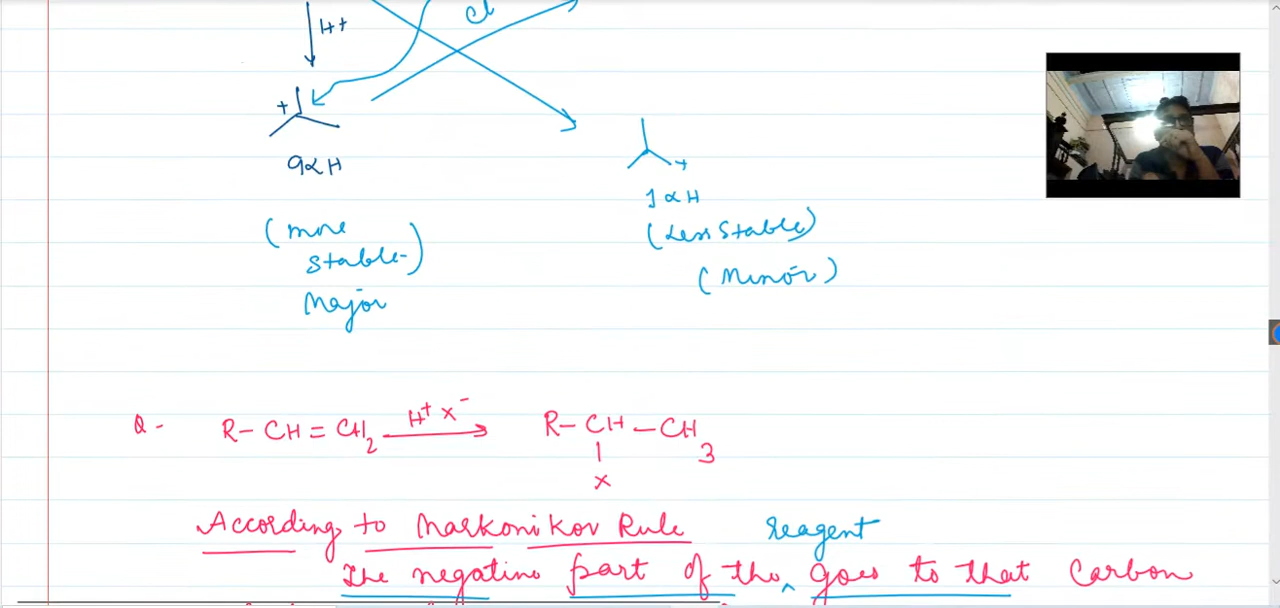 Cl
H+
+
9αH
+
1 α H
(more
stable)
Major
(Less Stable)
(Minor)
Q- R-CH=CH2 H+ X- R-CH-CH3
X
According to Markonikov Rule reagent
The negative part of the ^ goes to that Carbon